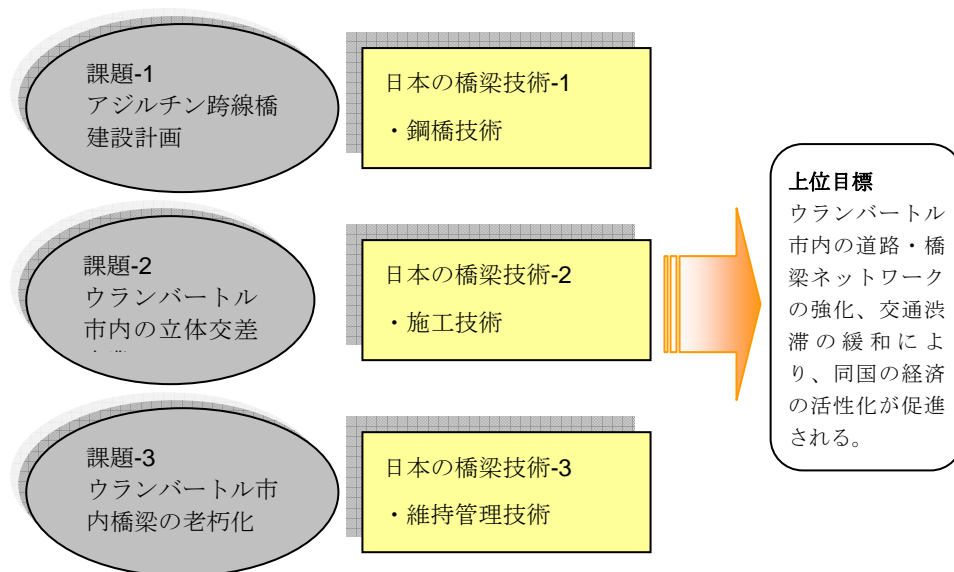 課題-1
アジルチン跨線橋
建設計画
日本の橋梁技術-1
・鋼橋技術
課題-2
ウランバートル
市内の立体交差
日本の橋梁技術-2
・施工技術
課題-3
ウランバートル市
内橋梁の老朽化
日本の橋梁技術-3
・維持管理技術
上位目標
ウランバートル
市内の道路・橋
梁ネットワーク
の強化、交通渋
滞の緩和によ
り、同国の経済
の活性化が促進
される。